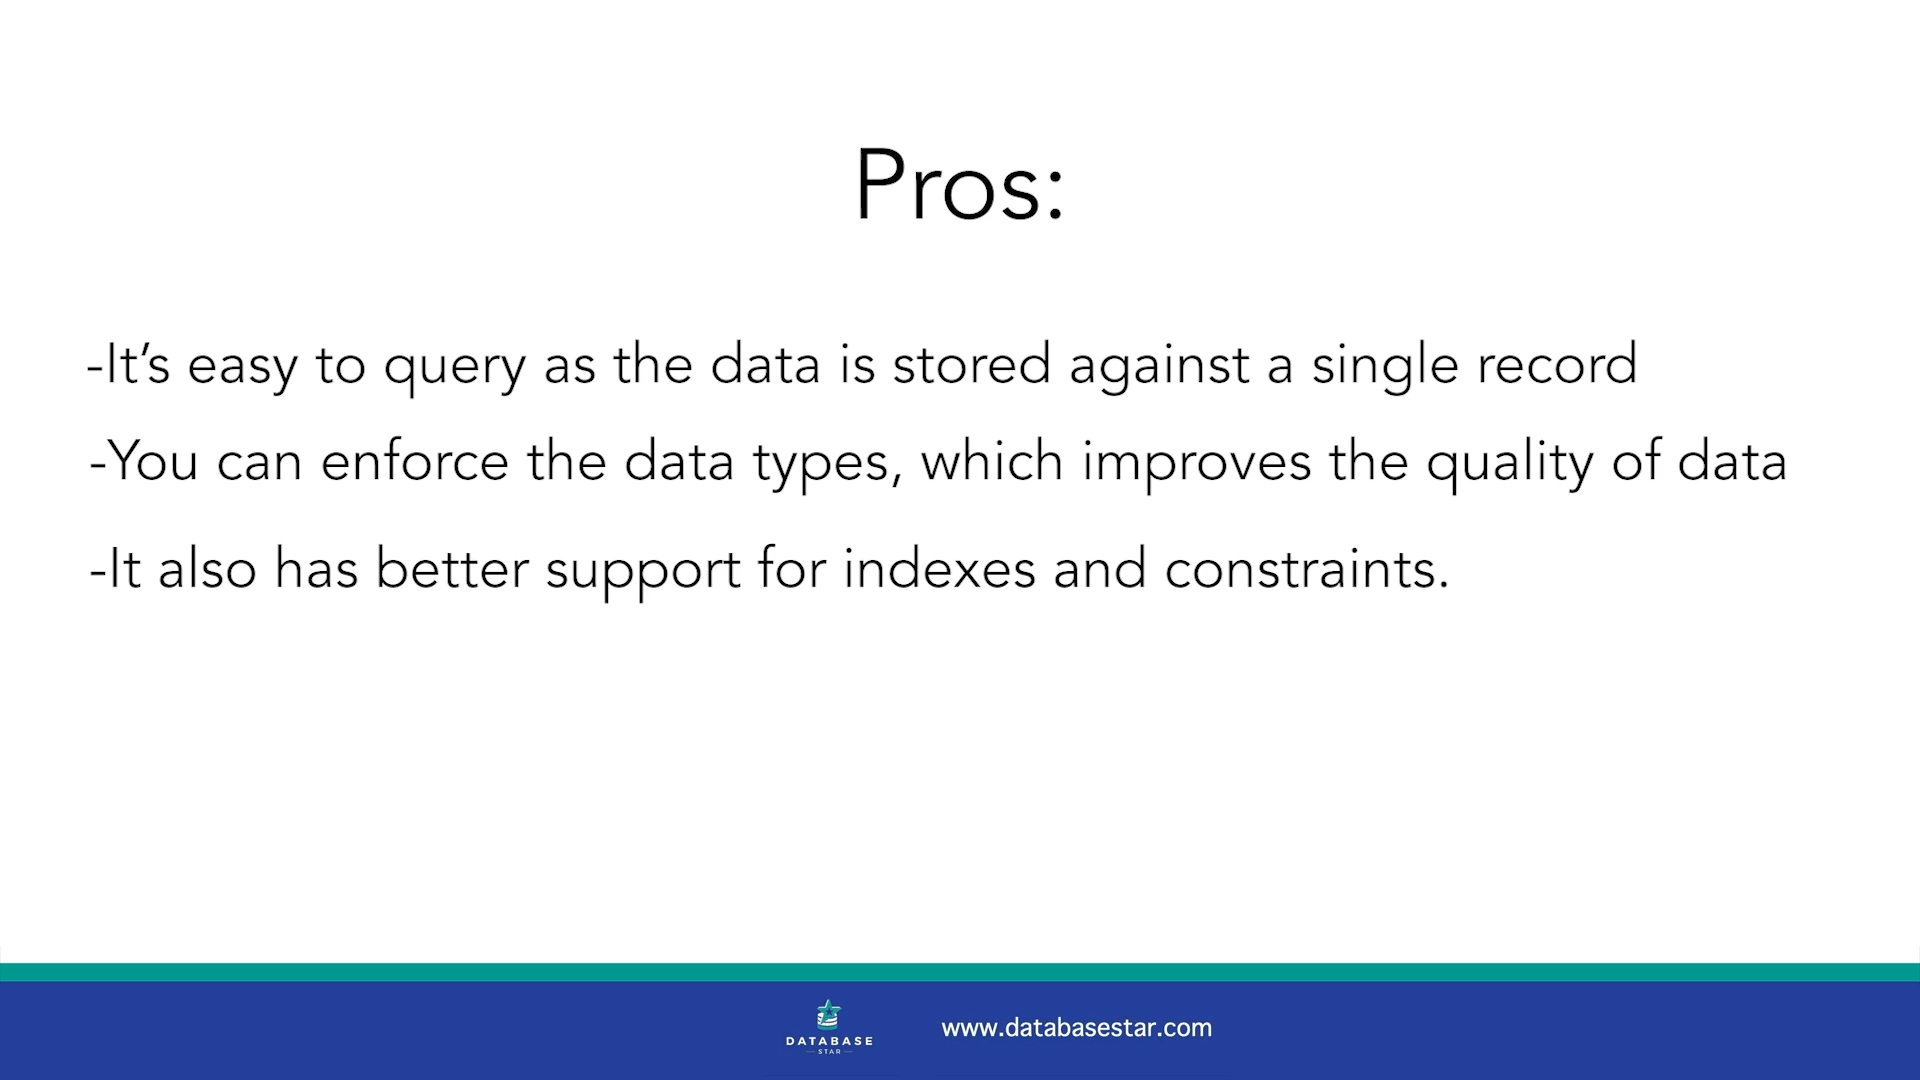 Pros:
-It’s easy to query as the data is stored against a single record
-You can enforce the data types, which improves the quality of data
-It also has better support for indexes and constraints.
DATABASE
STAR
www.databasestar.com